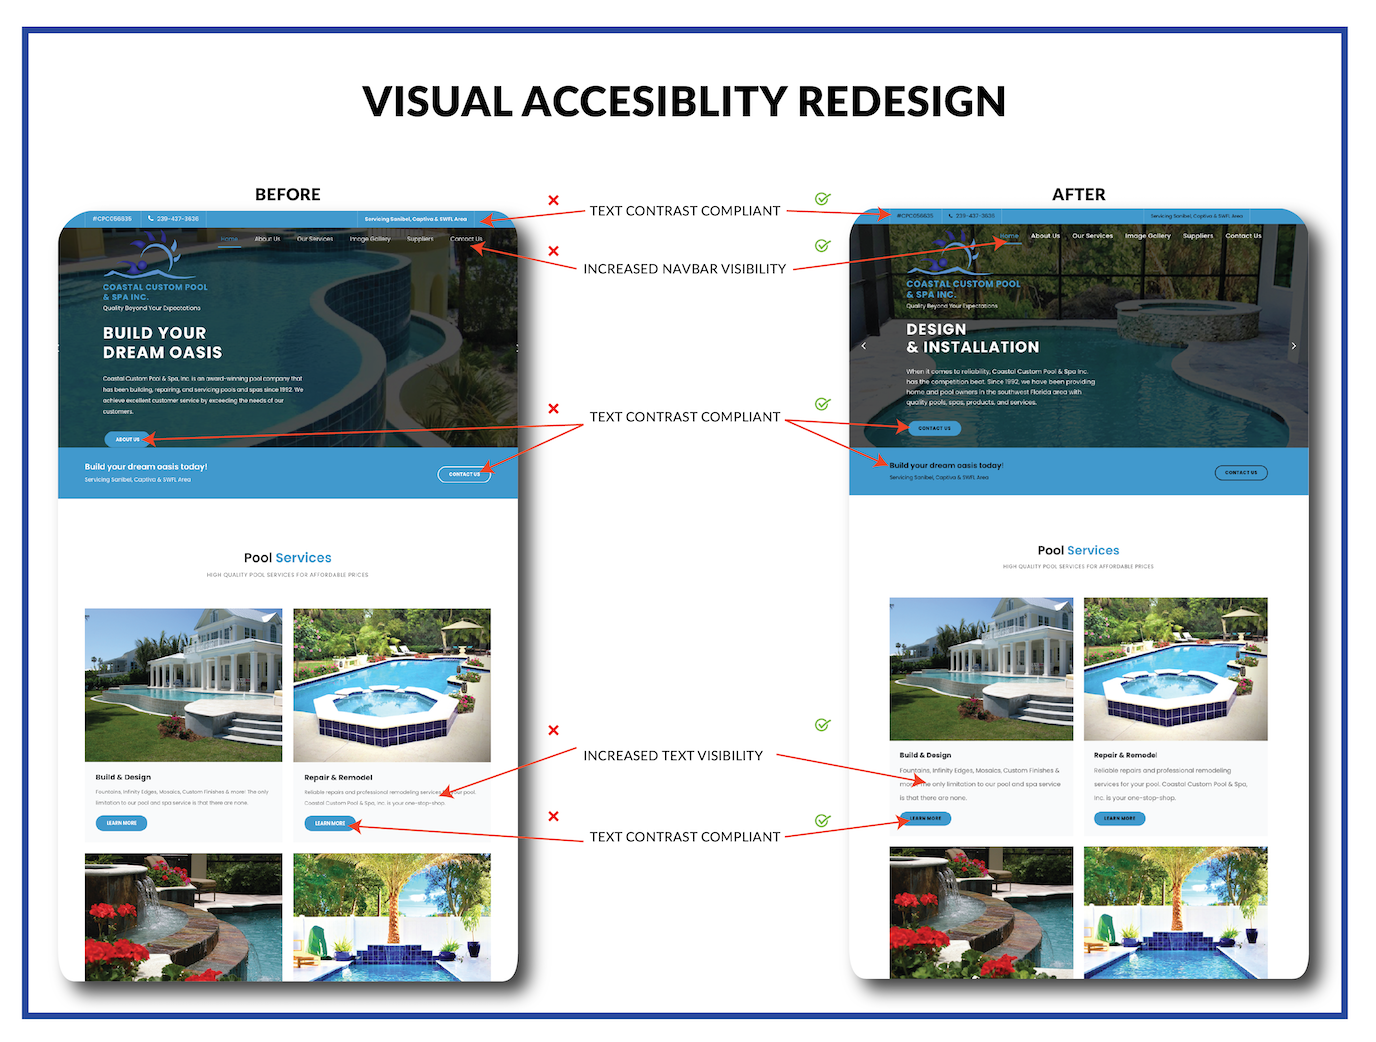 VISUAL ACCESIBLITY REDESIGN
BEFORE
#CPC056635
239-437-3636
Servicing Sanibel, Captiva & SWFL Area
Home About Us Our Services Image Gallery Suppliers Contact Us
COASTAL CUSTOM POOL
& SPA INC.
Quality Beyond Your Expectations
BUILD YOUR
DREAM OASIS
Coastal Custom Pool & Spa, Inc. is an award-winning pool company that
has been building, repairing, and servicing pools and spas since 1992. We
achieve excellent customer service by exceeding the needs of our
customers.
ABOUT US
Build your dream oasis today!
Servicing Sanibel, Captiva & SWFL Area
CONTACT US
Pool Services
HIGH QUALITY POOL SERVICES FOR AFFORDABLE PRICES
Build & Design
Fountains, Infinity Edges, Mosaics, Custom Finishes & more! The only
limitation to our pool and spa service is that there are none.
LEARN MORE
Repair & Remodel
Reliable repairs and professional remodeling services your pool
Coastal Custom Pool & Spa, Inc. is your one-stop-shop.
LEARN MORE
TEXT CONTRAST COMPLIANT
INCREASED NAVBAR VISIBILITY
TEXT CONTRAST COMPLIANT
INCREASED TEXT VISIBILITY
TEXT CONTRAST COMPLIANT
AFTER
#CPC056635
239-437-3636
Servicing Sanibel, Captiva & SWFL Area
Home About Us Our Services Image Gallery Suppliers Contact Us
COASTAL CUSTOM POOL
& SPA INC.
Quality Beyond Your Expectations
DESIGN
& INSTALLATION
When it comes to reliability, Coastal Custom Pool & Spa Inc.
has the competition beat. Since 1992, we have been providing
home and pool owners in the southwest Florida area with
quality pools, spas, products, and services.
CONTACT US
Build your dream oasis today!
Servicing Sanibel, Captiva & SWFL Area
CONTACT US
Pool Services
HIGH QUALITY POOL SERVICES FOR AFFORDABLE PRICES
Build & Design
Fountains, Infinity Edges, Mosaics, Custom Finishes &
The only limitation to our pool and spa service
is that there are none.
LEARN MORE
Repair & Remodel
Reliable repairs and professional remodeling
services for your pool. Coastal Custom Pool & Spa,
Inc. is your one-stop-shop.
LEARN MORE